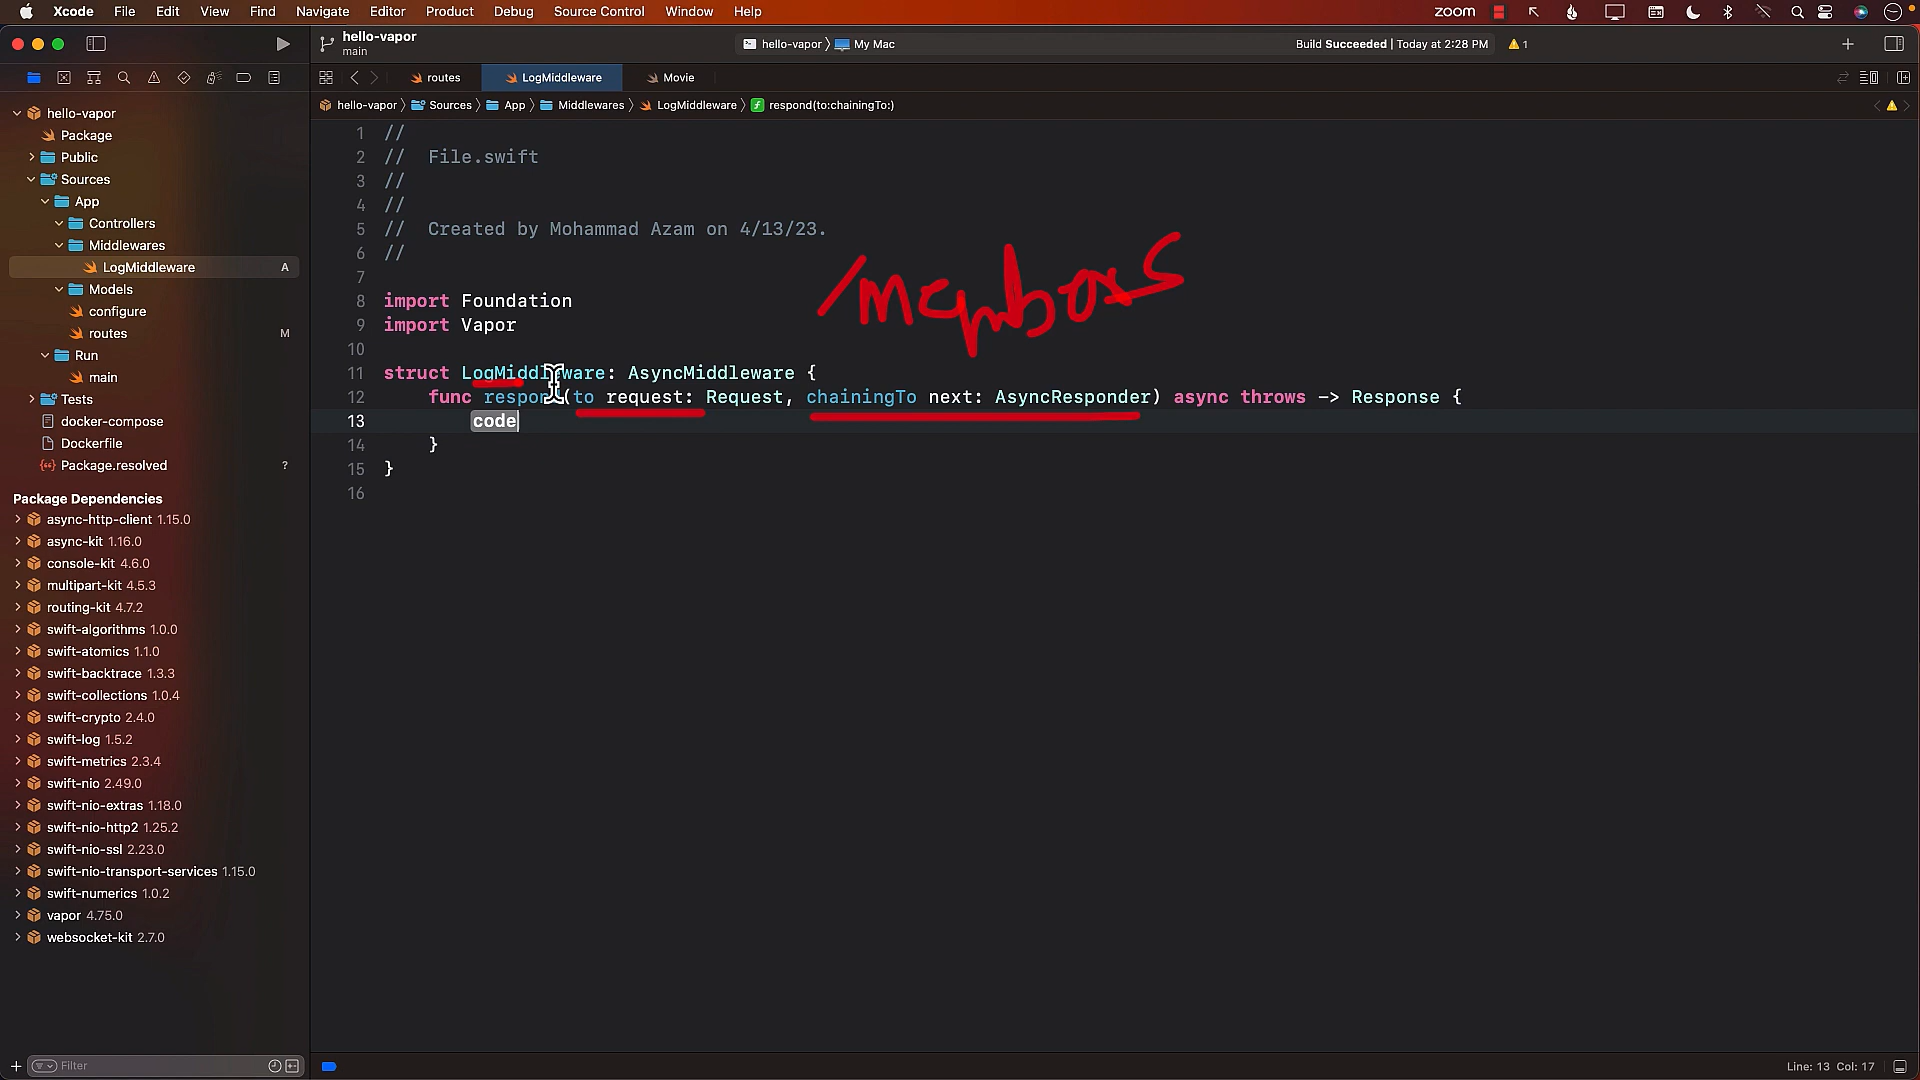 Xcode File Edit View Find Navigate Editor Product Debug Source Control Window Help zoom
hello-vapor
main
hello-vapor My Mac Build Succeeded | Today at 2:28 PM 1
routes LogMiddleware Movie
hello-vapor Sources App Middlewares LogMiddleware respond(to:chainingTo:)
hello-vapor
Package
Public
Sources
App
Controllers
Middlewares
LogMiddleware A
Models
configure
routes M
Run
main
Tests
docker-compose
Dockerfile
Package.resolved ?
Package Dependencies
async-http-client 1.15.0
async-kit 1.16.0
console-kit 4.6.0
multipart-kit 4.5.3
routing-kit 4.7.2
swift-algorithms 1.0.0
swift-atomics 1.1.0
swift-backtrace 1.3.3
swift-collections 1.0.4
swift-crypto 2.4.0
swift-log 1.5.2
swift-metrics 2.3.4
swift-nio 2.49.0
swift-nio-extras 1.18.0
swift-nio-http2 1.25.2
swift-nio-ssl 2.23.0
swift-nio-transport-services 1.15.0
swift-numerics 1.0.2
vapor 4.75.0
websocket-kit 2.7.0
Filter
1 //
2 // File.swift
3 //
4 //
5 // Created by Mohammad Azam on 4/13/23.
6 //
7
8 import Foundation
9 import Vapor
10
11 struct LogMiddleware: AsyncMiddleware {
12 func respond(to request: Request, chainingTo next: AsyncResponder) async throws -> Response {
13 code
14 }
15 }
16
Line: 13 Col: 17